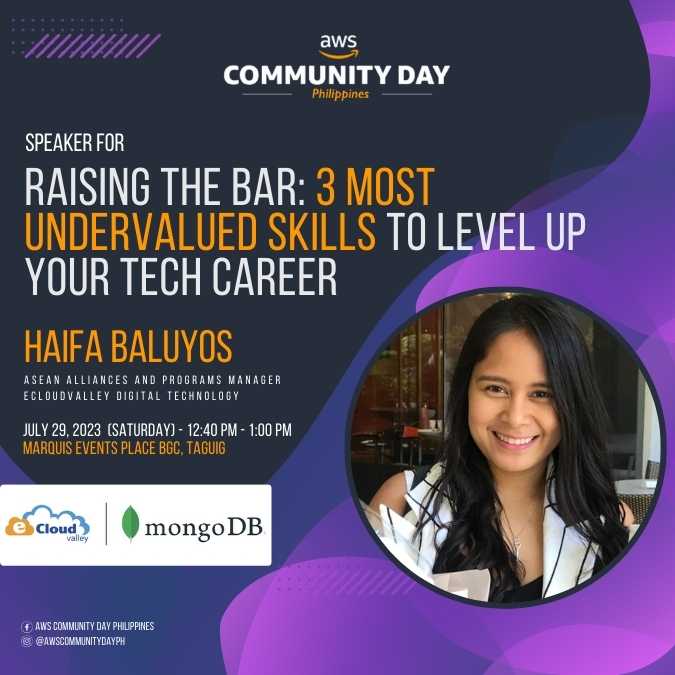 aws
COMMUNITY DAY
Philippines
SPEAKER FOR
RAISING THE BAR: 3 MOST
UNDERVALUED SKILLS TO LEVEL UP
YOUR TECH CAREER
HAIFA BALUYOS
ASEAN ALLIANCES AND PROGRAMS MANAGER
ECLOUDVALLEY DIGITAL TECHNOLOGY
JULY 29, 2023 (SATURDAY) - 12:40 PM - 1:00 PM
MARQUIS EVENTS PLACE BGC, TAGUIG
e Cloud
valley
mongoDB
AWS COMMUNITY DAY PHILIPPINES
@AWSCOMMUNITYDAYPH